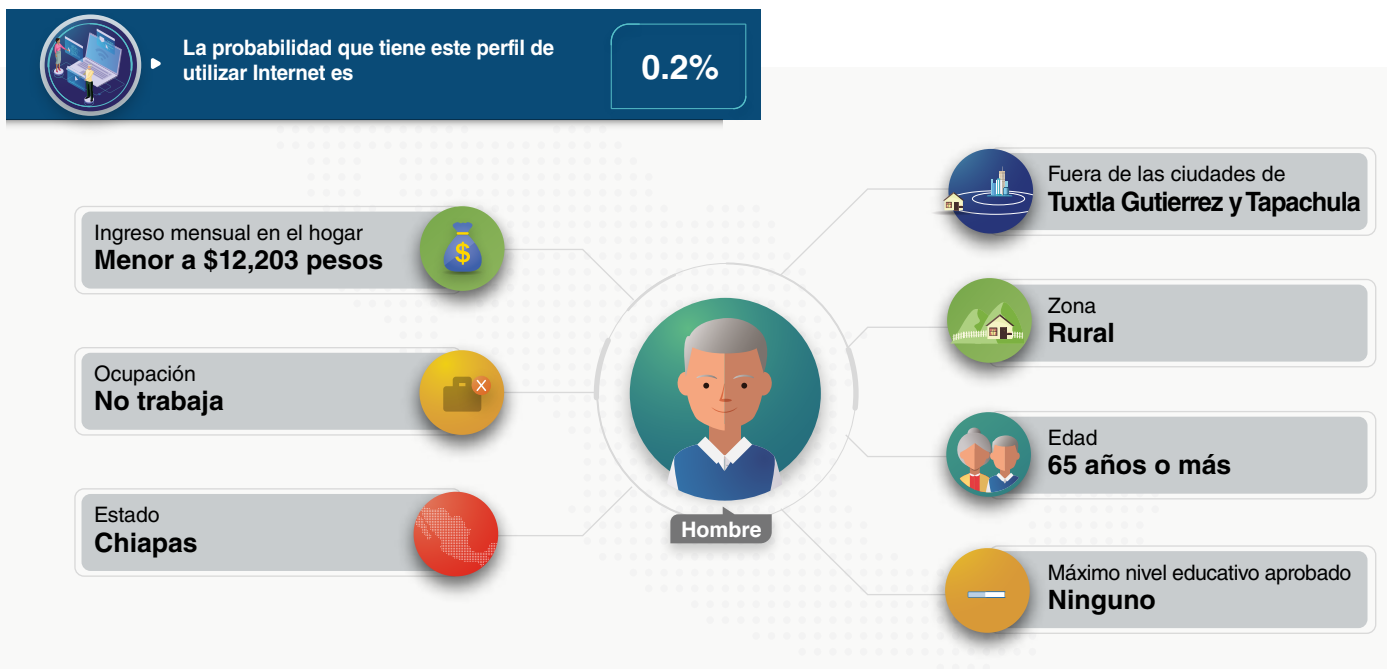 La probabilidad que tiene este perfil de
utilizar Internet es
0.2%
Ingreso mensual en el hogar
Menor a $12,203 pesos
$
Ocupación
No trabaja
X
Estado
Chiapas
Hombre
Fuera de las ciudades de
Tuxtla Gutierrez y Tapachula
Zona
Rural
Edad
65 años o más
Máximo nivel educativo aprobado
Ninguno